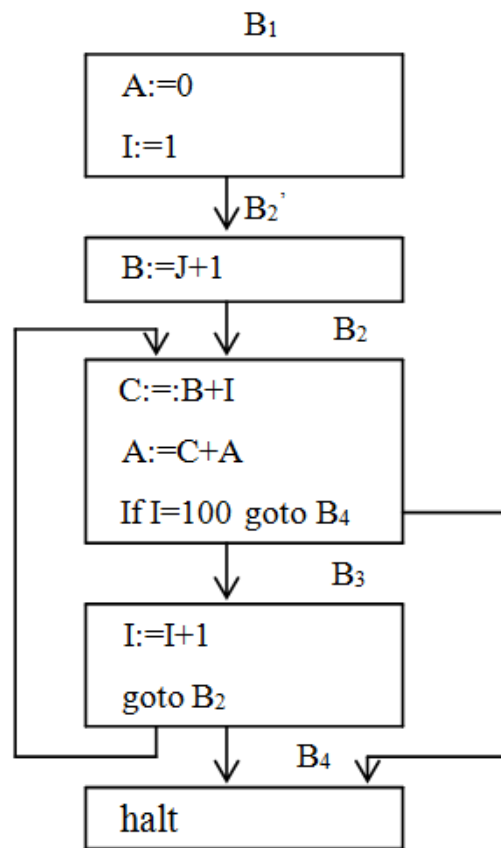 B₁
A:=0
I:=1
B₂'
B:=J+1
B₂
C:=:B+I
A:=C+A
If I=100 goto B₄
B₃
I:=I+1
goto B₂
B₄
halt